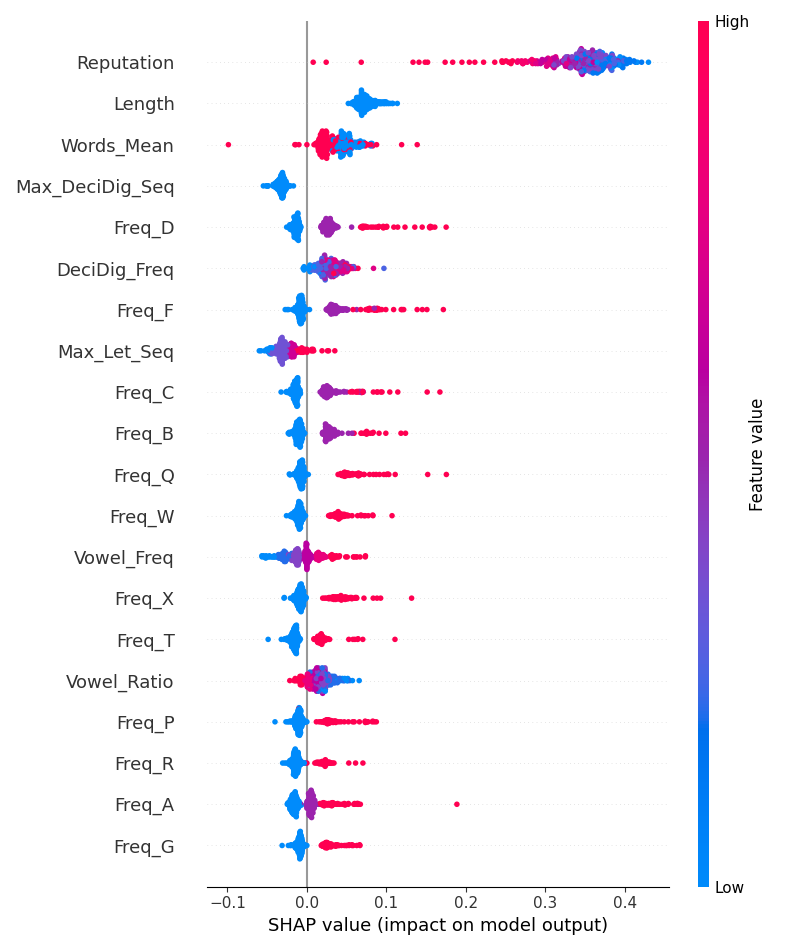 High
Reputation
Length
Words_Mean
Max_DeciDig_Seq
Freq_D
DeciDig_Freq
Freq_F
Max_Let_Seq
Freq_C
Freq_B
Freq_Q
Freq_W
Vowel_Freq
Freq_X
Freq_T
Vowel_Ratio
Freq_P
Freq_R
Freq_A
Freq_G
Feature value
Low
−0.1 0.0 0.1 0.2 0.3 0.4
SHAP value (impact on model output)